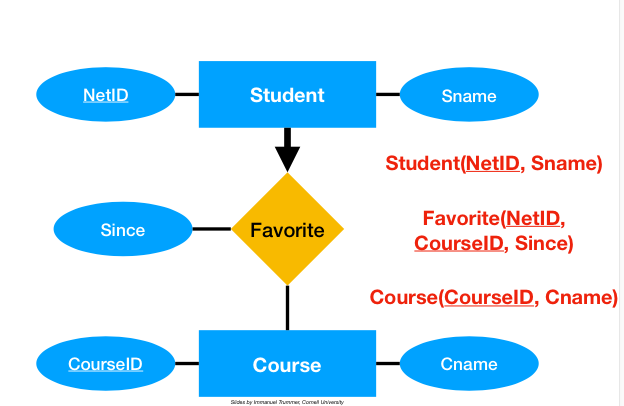 NetID
Student
Sname
Student(NetID, Sname)
Since
Favorite
Favorite(NetID,
CourseID, Since)
Course(CourseID, Cname)
CourseID
Course
Cname
Slides by Immanuel Trummer, Cornell University